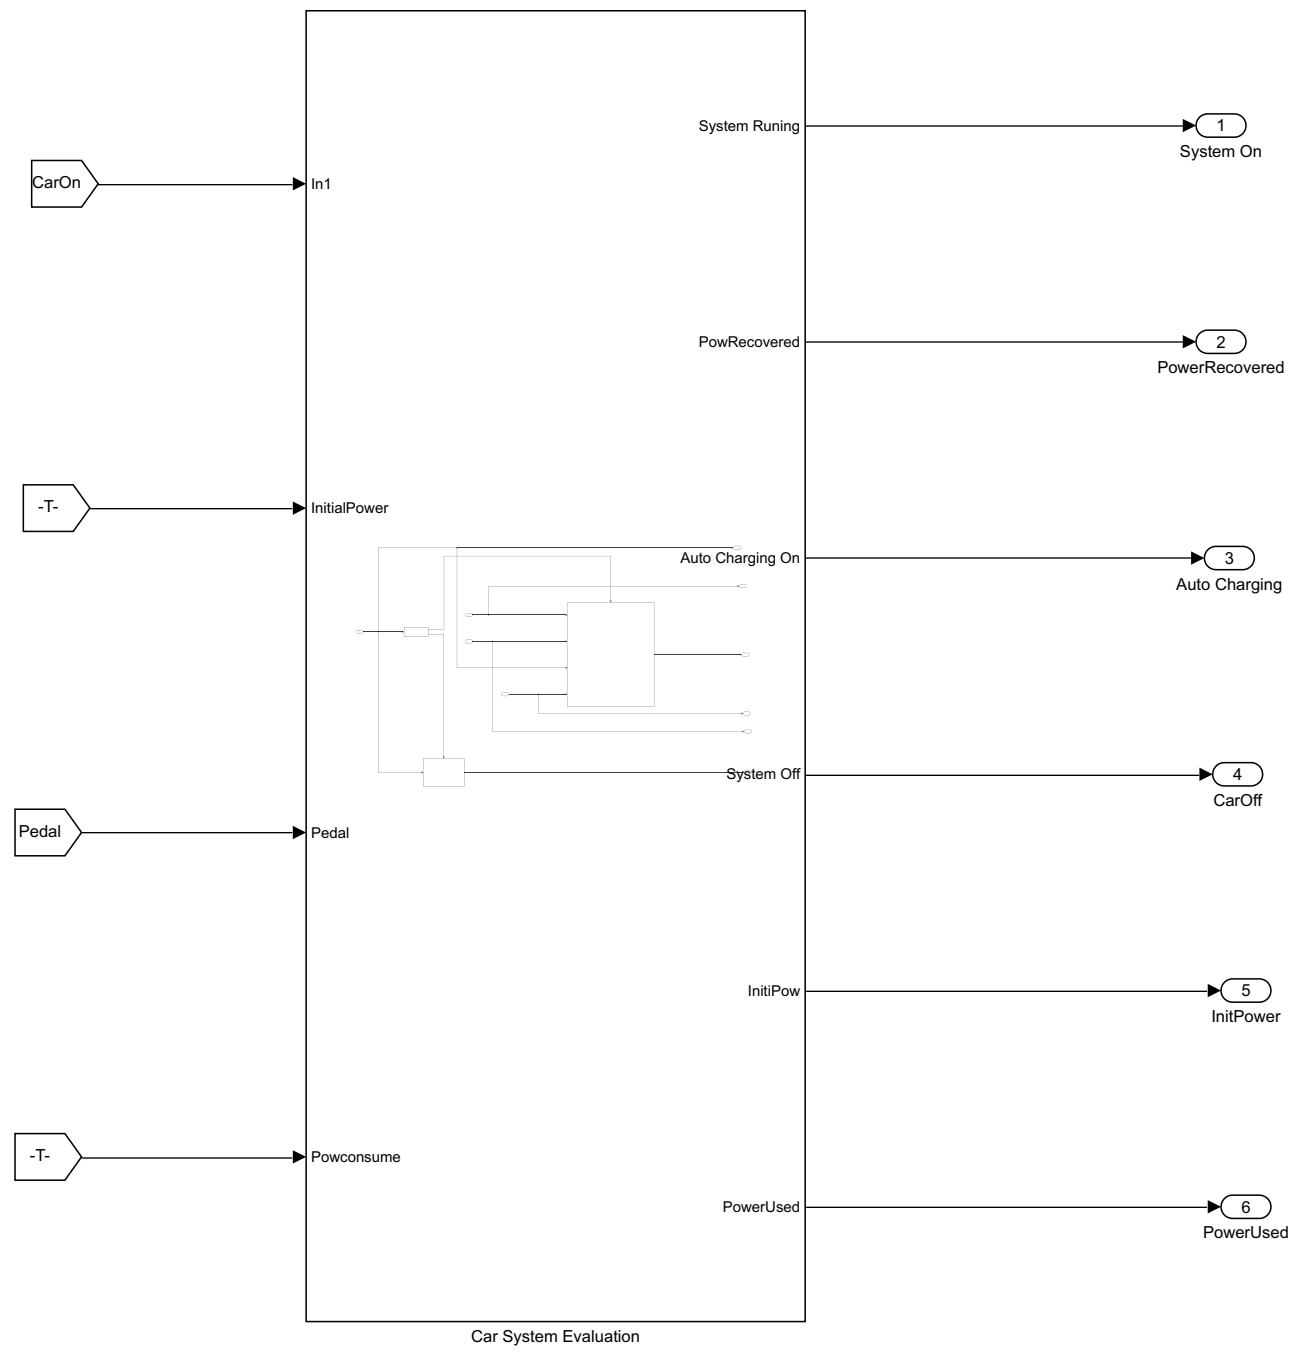 System Runing
1
System On
CarOn
In1
PowRecovered
2
PowerRecovered
-T-
InitialPower
Auto Charging On
3
Auto Charging
System Off
4
CarOff
Pedal
Pedal
InitiPow
5
InitPower
-T-
Powconsume
PowerUsed
6
PowerUsed
Car System Evaluation